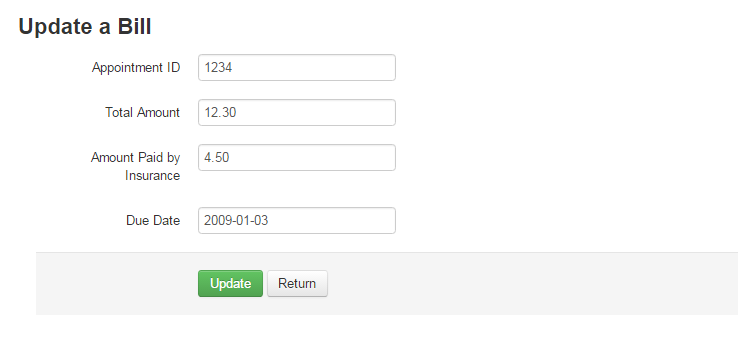 Update a Bill
Appointment ID 1234
Total Amount 12.30
Amount Paid by 4.50
Insurance
Due Date 2009-01-03
Update Return